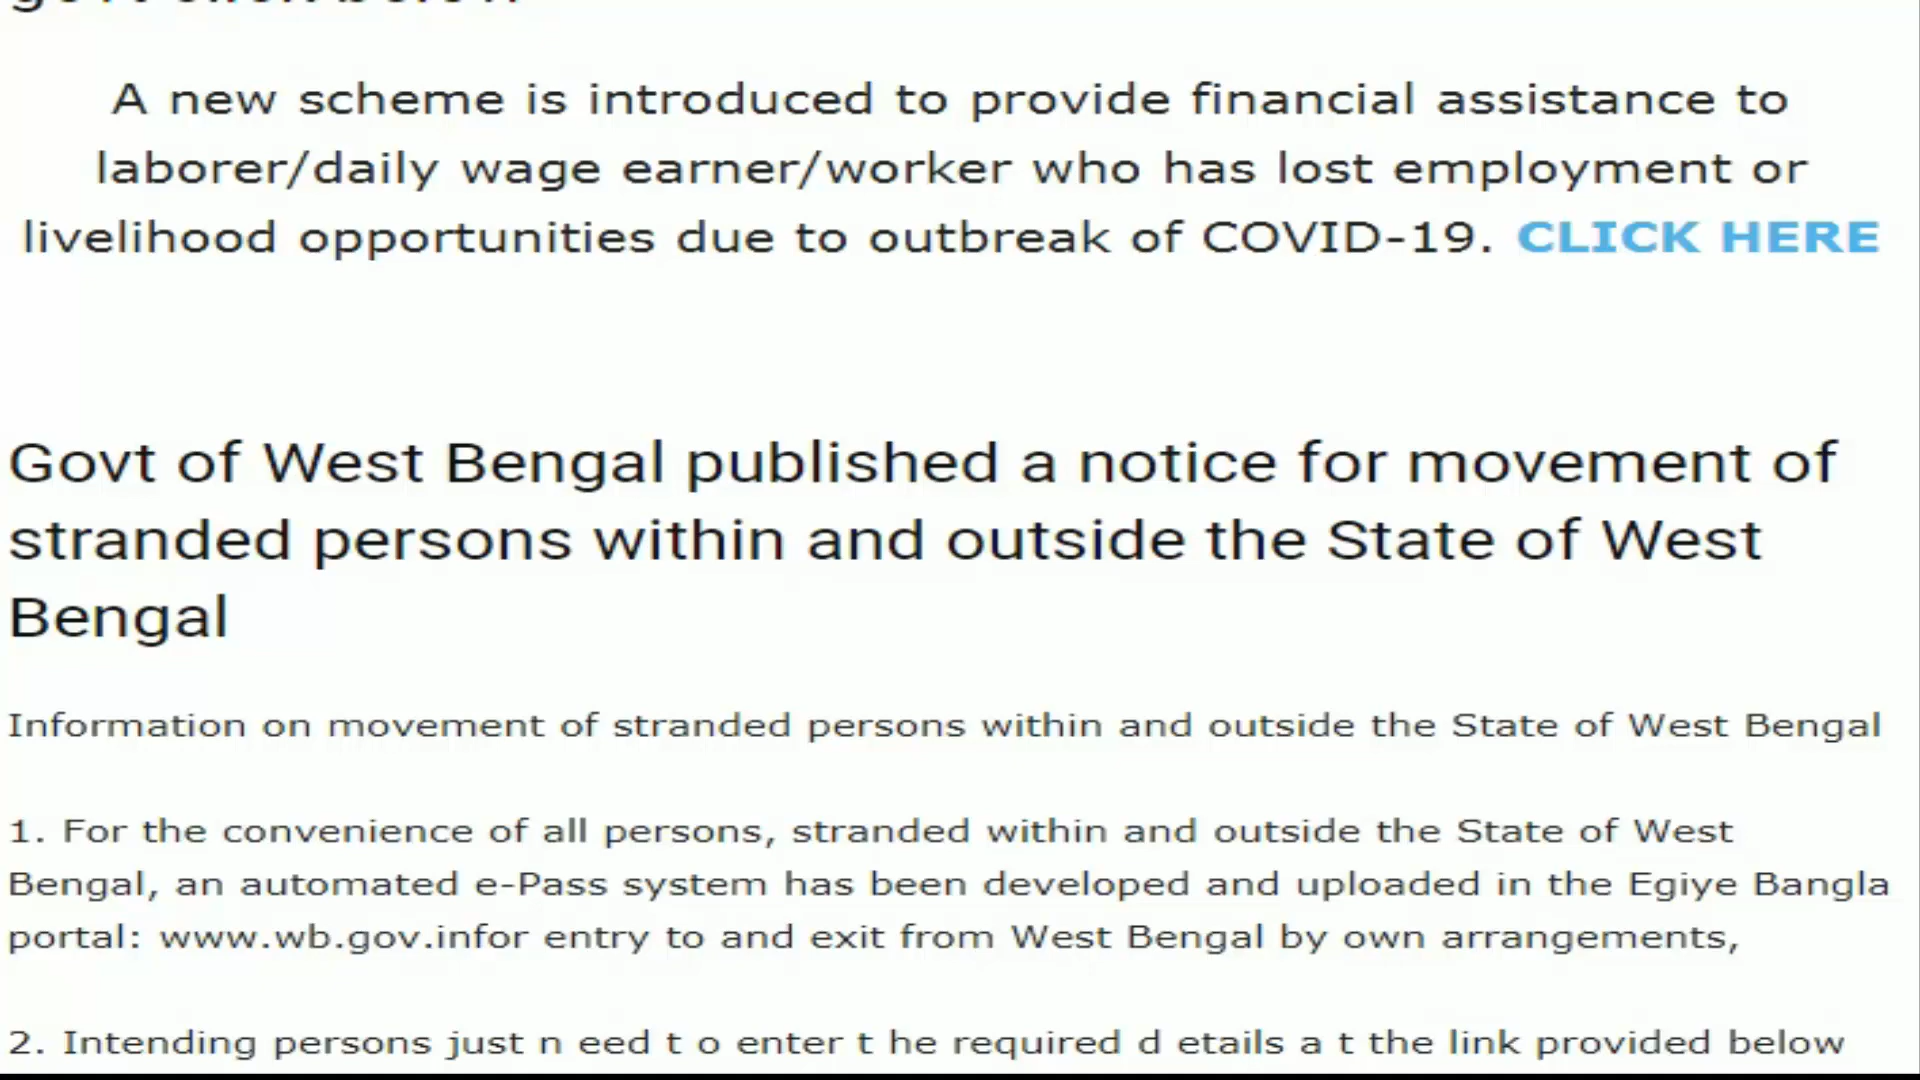 A new scheme is introduced to provide financial assistance to
laborer/daily wage earner/worker who has lost employment or
livelihood opportunities due to outbreak of COVID-19. CLICK HERE
Govt of West Bengal published a notice for movement of
stranded persons within and outside the State of West
Bengal
Information on movement of stranded persons within and outside the State of West Bengal
1. For the convenience of all persons, stranded within and outside the State of West
Bengal, an automated e-Pass system has been developed and uploaded in the Egiye Bangla
portal: www.wb.gov.infor entry to and exit from West Bengal by own arrangements,
2. Intending persons just n eed t o enter t he required d etails a t the link provided below